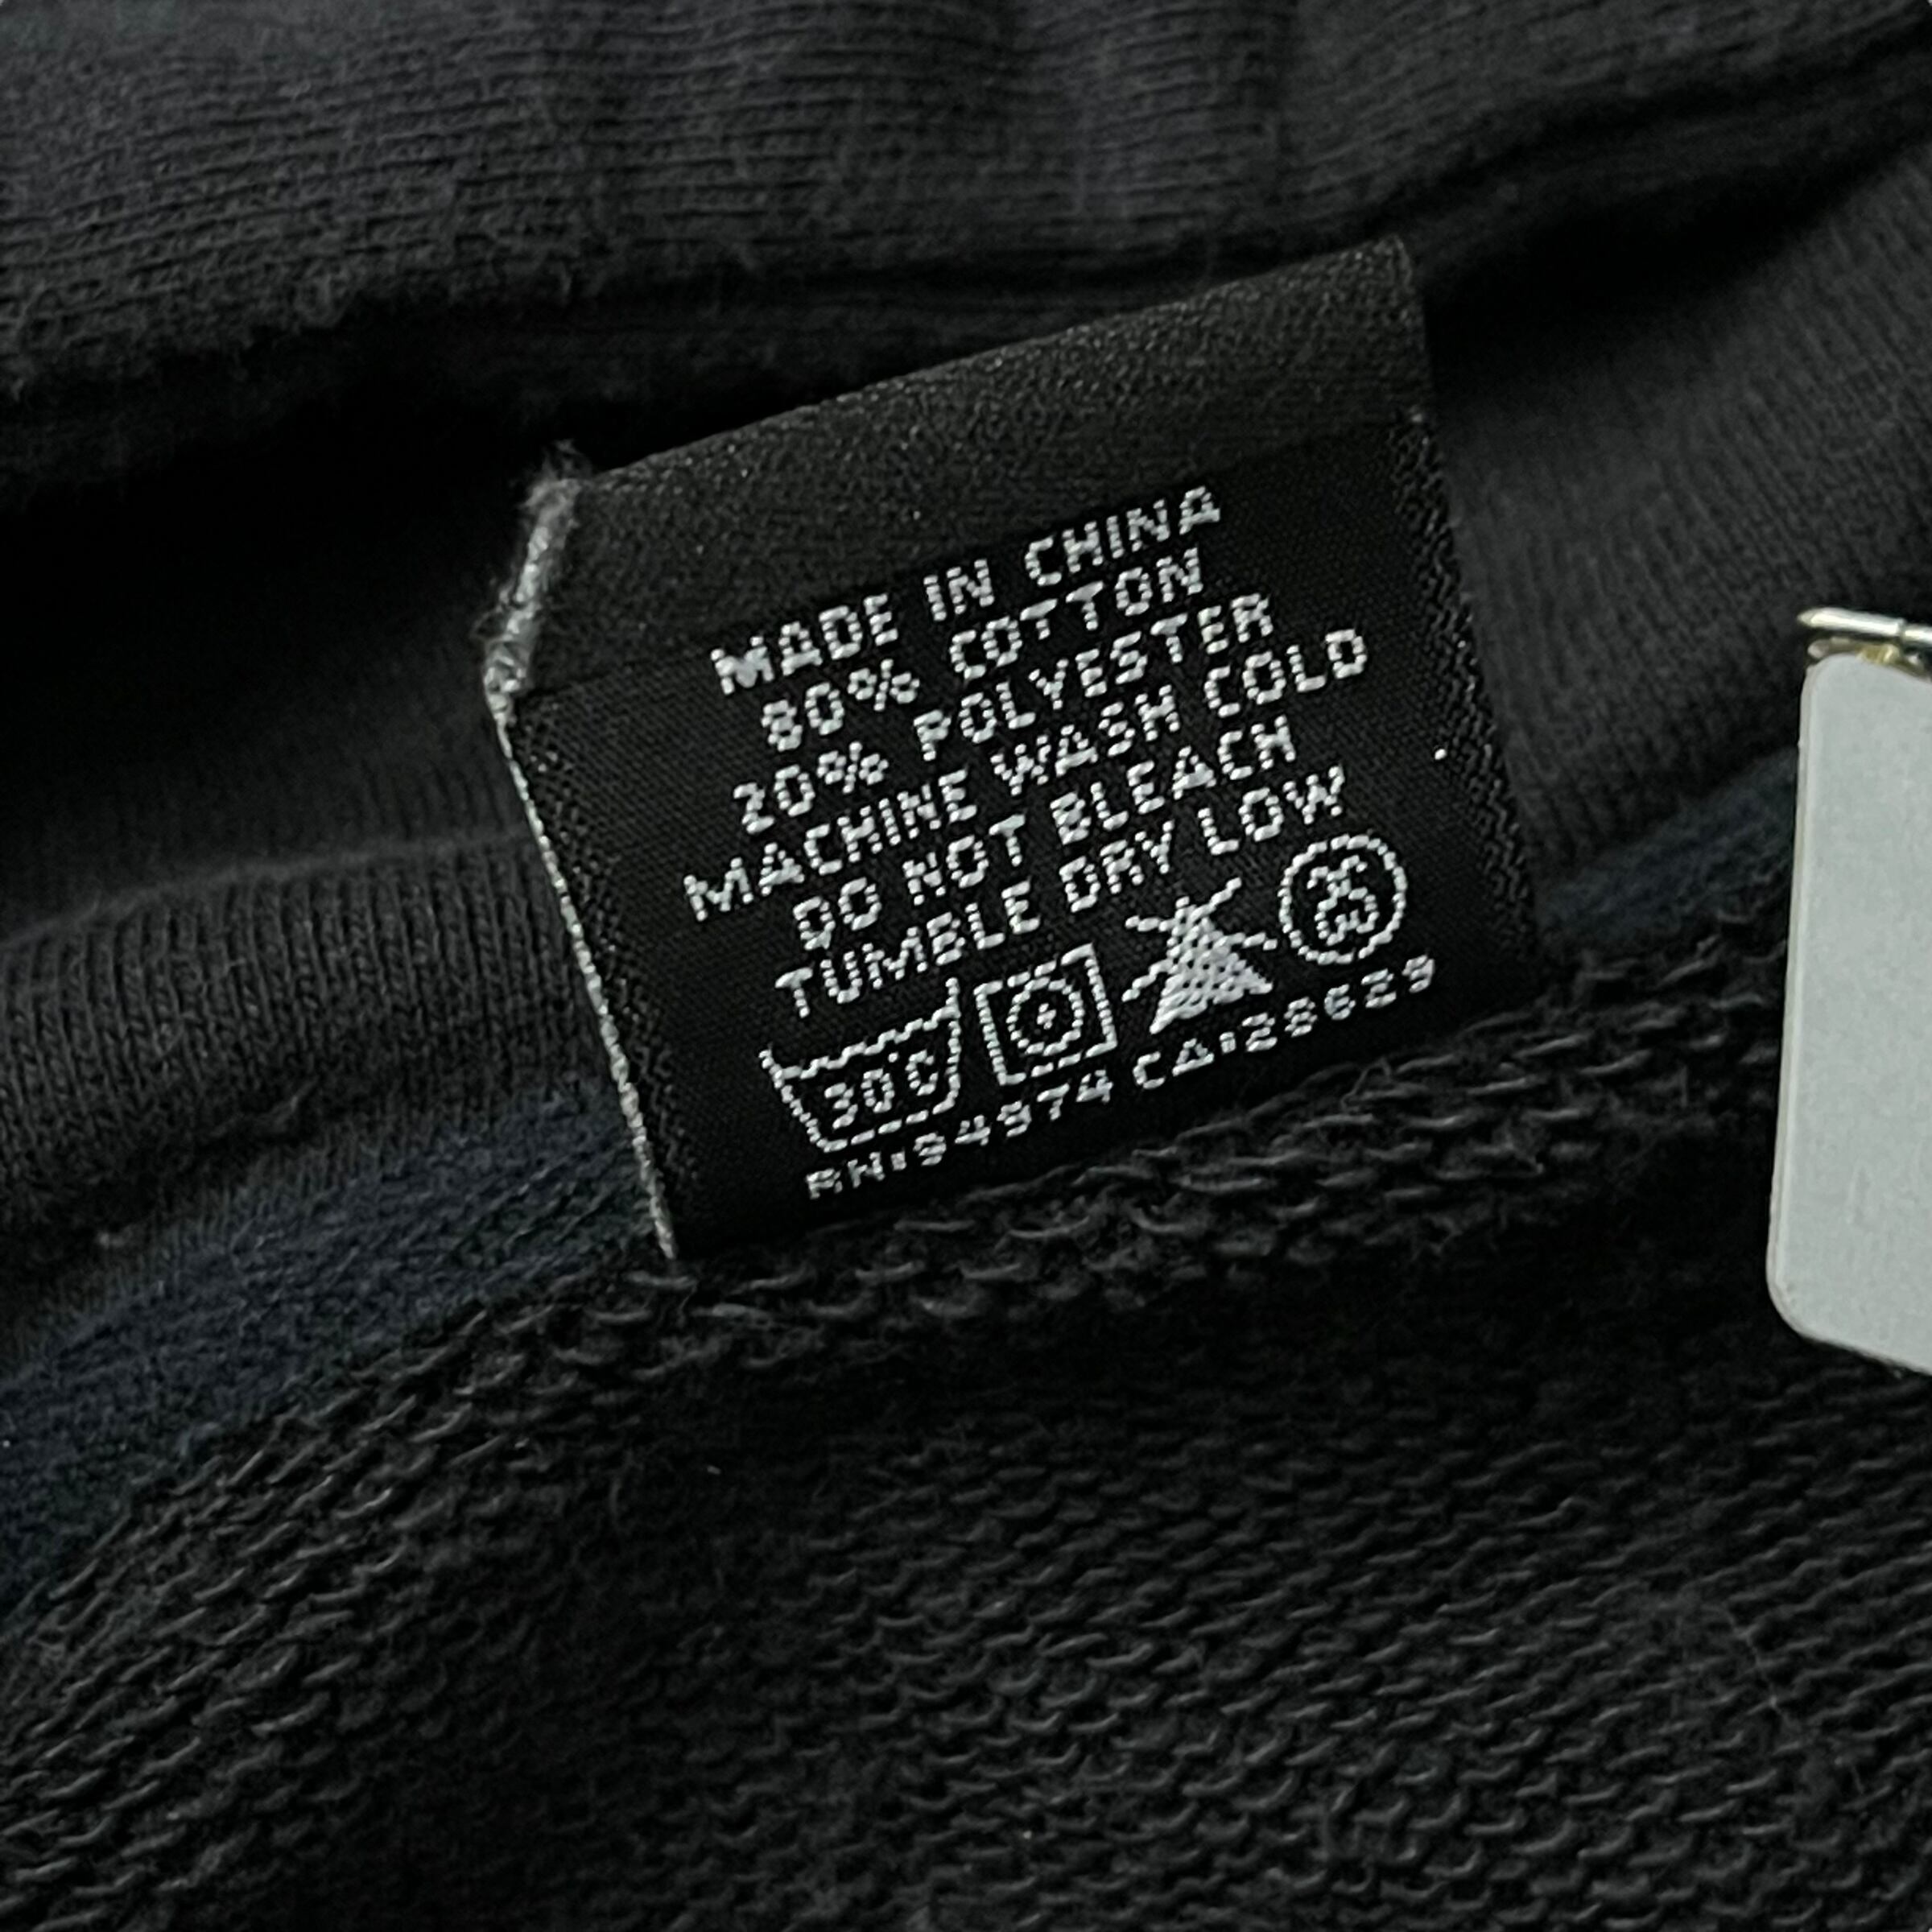 MADE IN CHINA
80% COTTON
20% POLYESTER
MACHINE WASH COLD
DO NOT BLEACH
TUMBLE DRY LOW
30°C
RN:94974 CA:28629